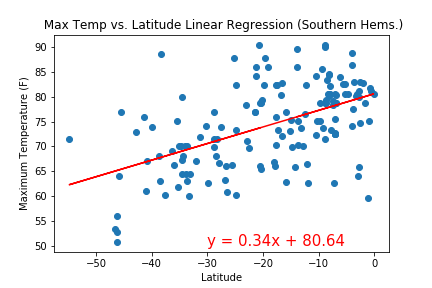 Max Temp vs. Latitude Linear Regression (Southern Hems.)
90
85
80
75
70
65
60
55
50
Maximum Temperature (F)
y = 0.34x + 80.64
−50 −40 −30 −20 −10 0
Latitude